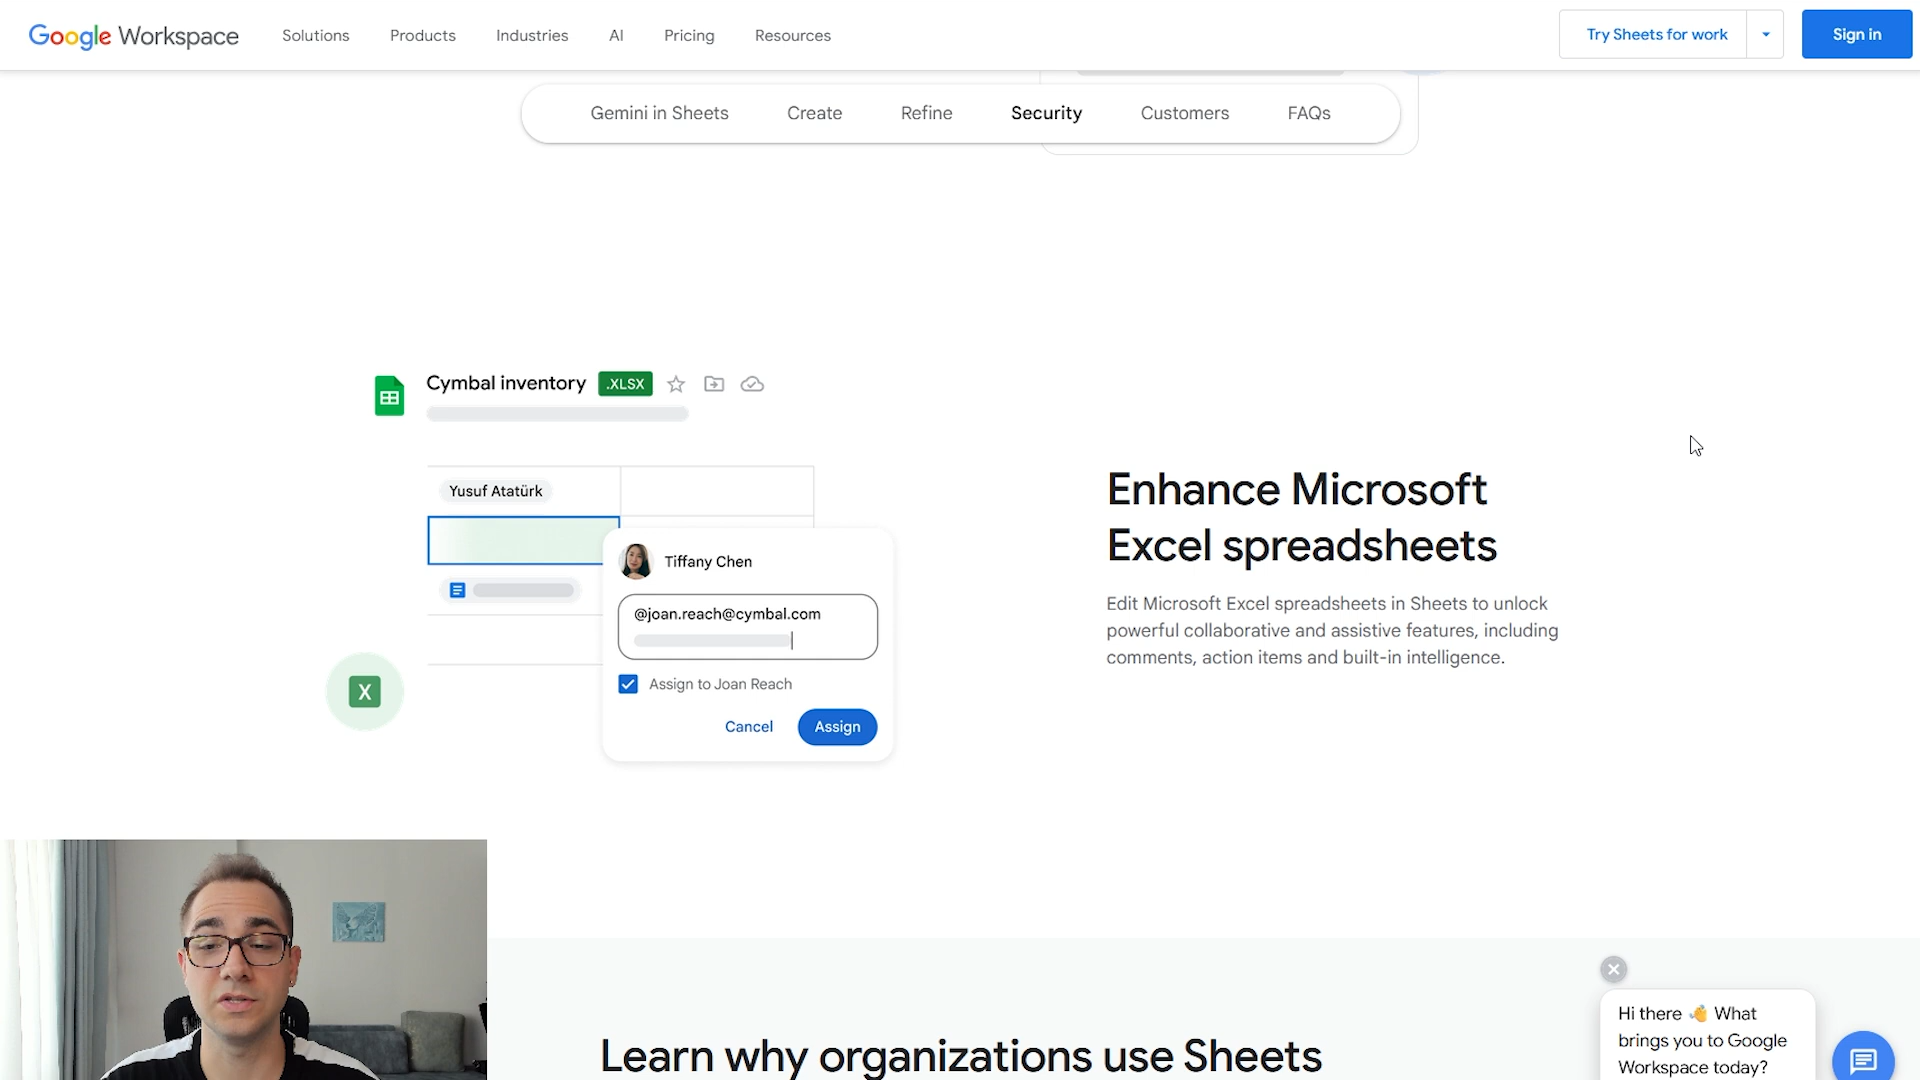 Google Workspace Solutions Products Industries AI Pricing Resources Try Sheets for work Sign in
Gemini in Sheets Create Refine Security Customers FAQs
Cymbal inventory .XLSX
Yusuf Atatürk
Tiffany Chen
@joan.reach@cymbal.com
Assign to Joan Reach
X
Cancel Assign
Enhance Microsoft
Excel spreadsheets
Edit Microsoft Excel spreadsheets in Sheets to unlock
powerful collaborative and assistive features, including
comments, action items and built-in intelligence.
Learn why organizations use Sheets
Hi there 👋 What
brings you to Google
Workspace today?